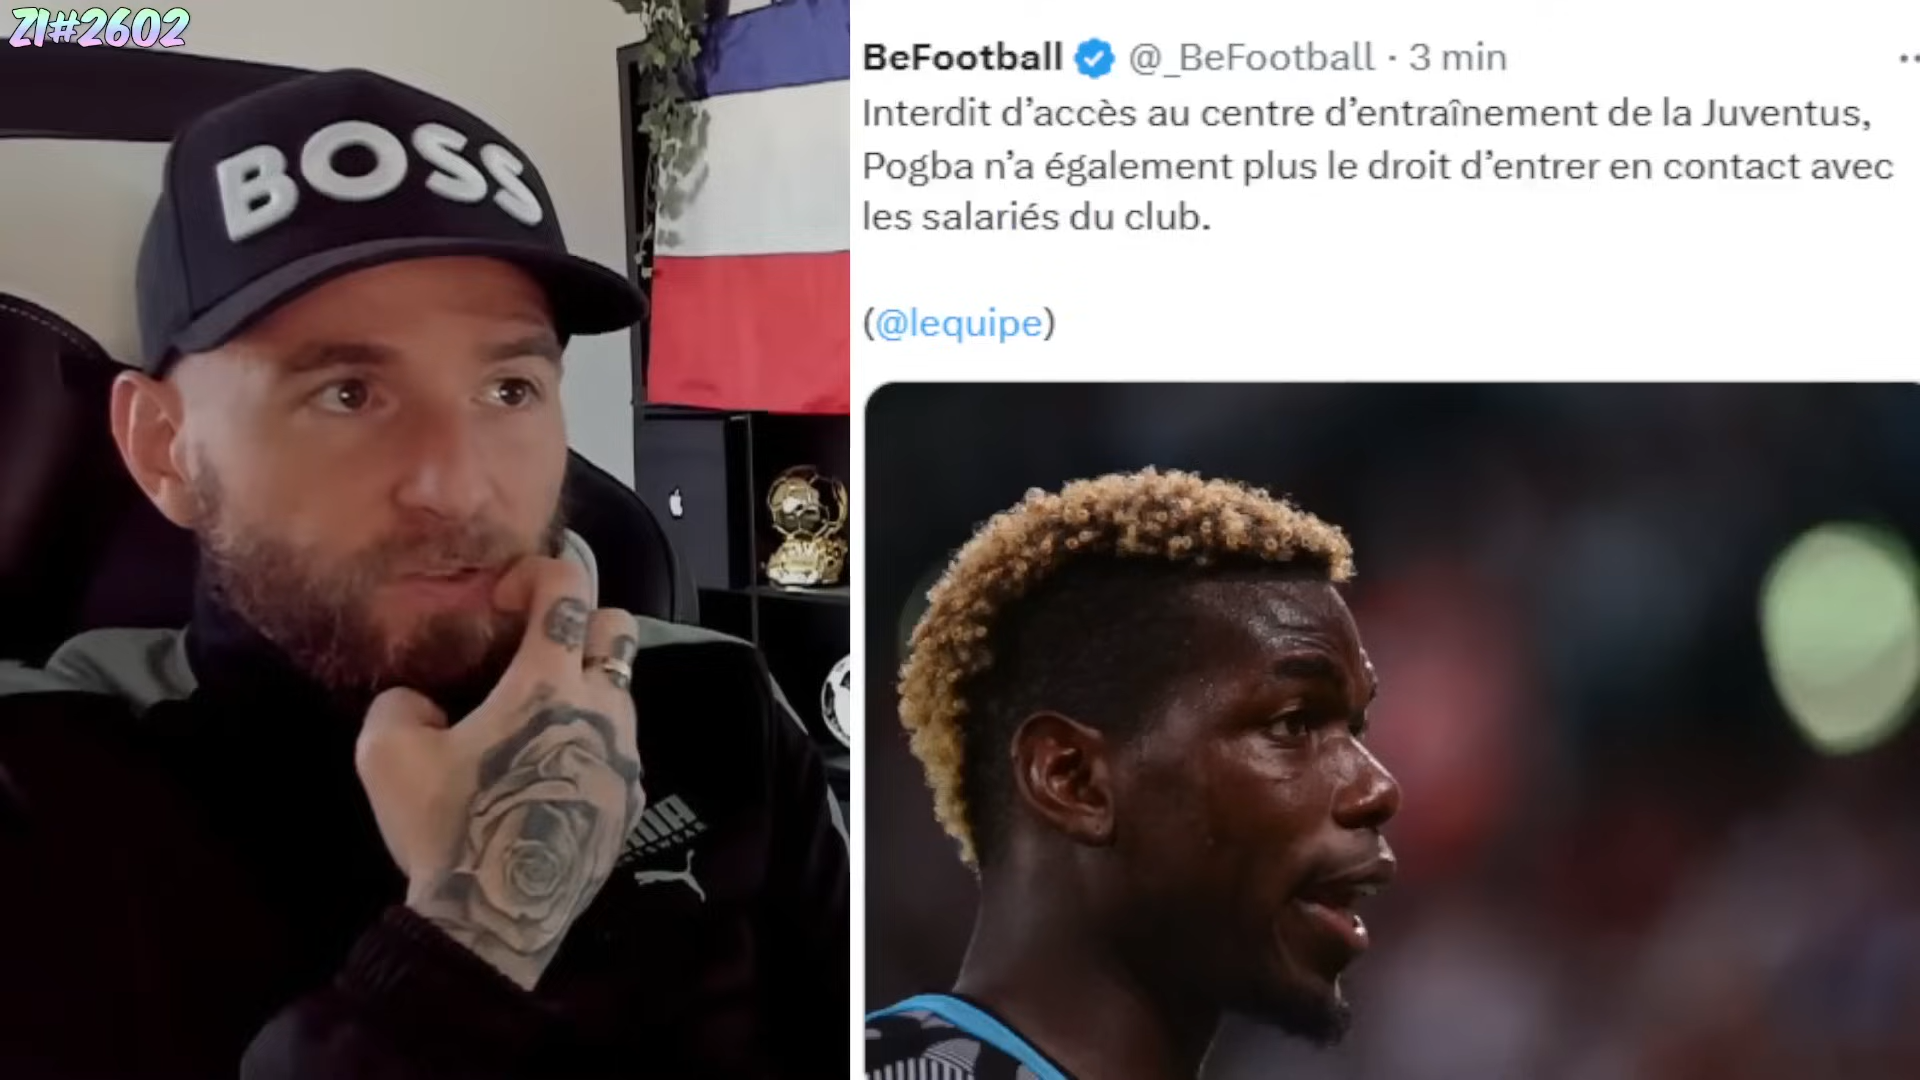 ZI#2602
BOSS
BeFootball @_BeFootball · 3 min
Interdit d’accès au centre d’entraînement de la Juventus,
Pogba n’a également plus le droit d’entrer en contact avec
les salariés du club.
(@lequipe)